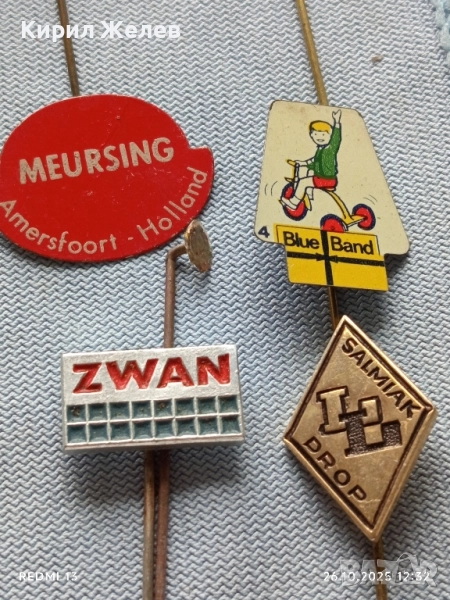 Кирил Желев
MEURSING
Amersfoort - Holland
4
Blue Band
ZWAN
SALMIAK
DROP
REDMI 13
26.10.2025 12:32